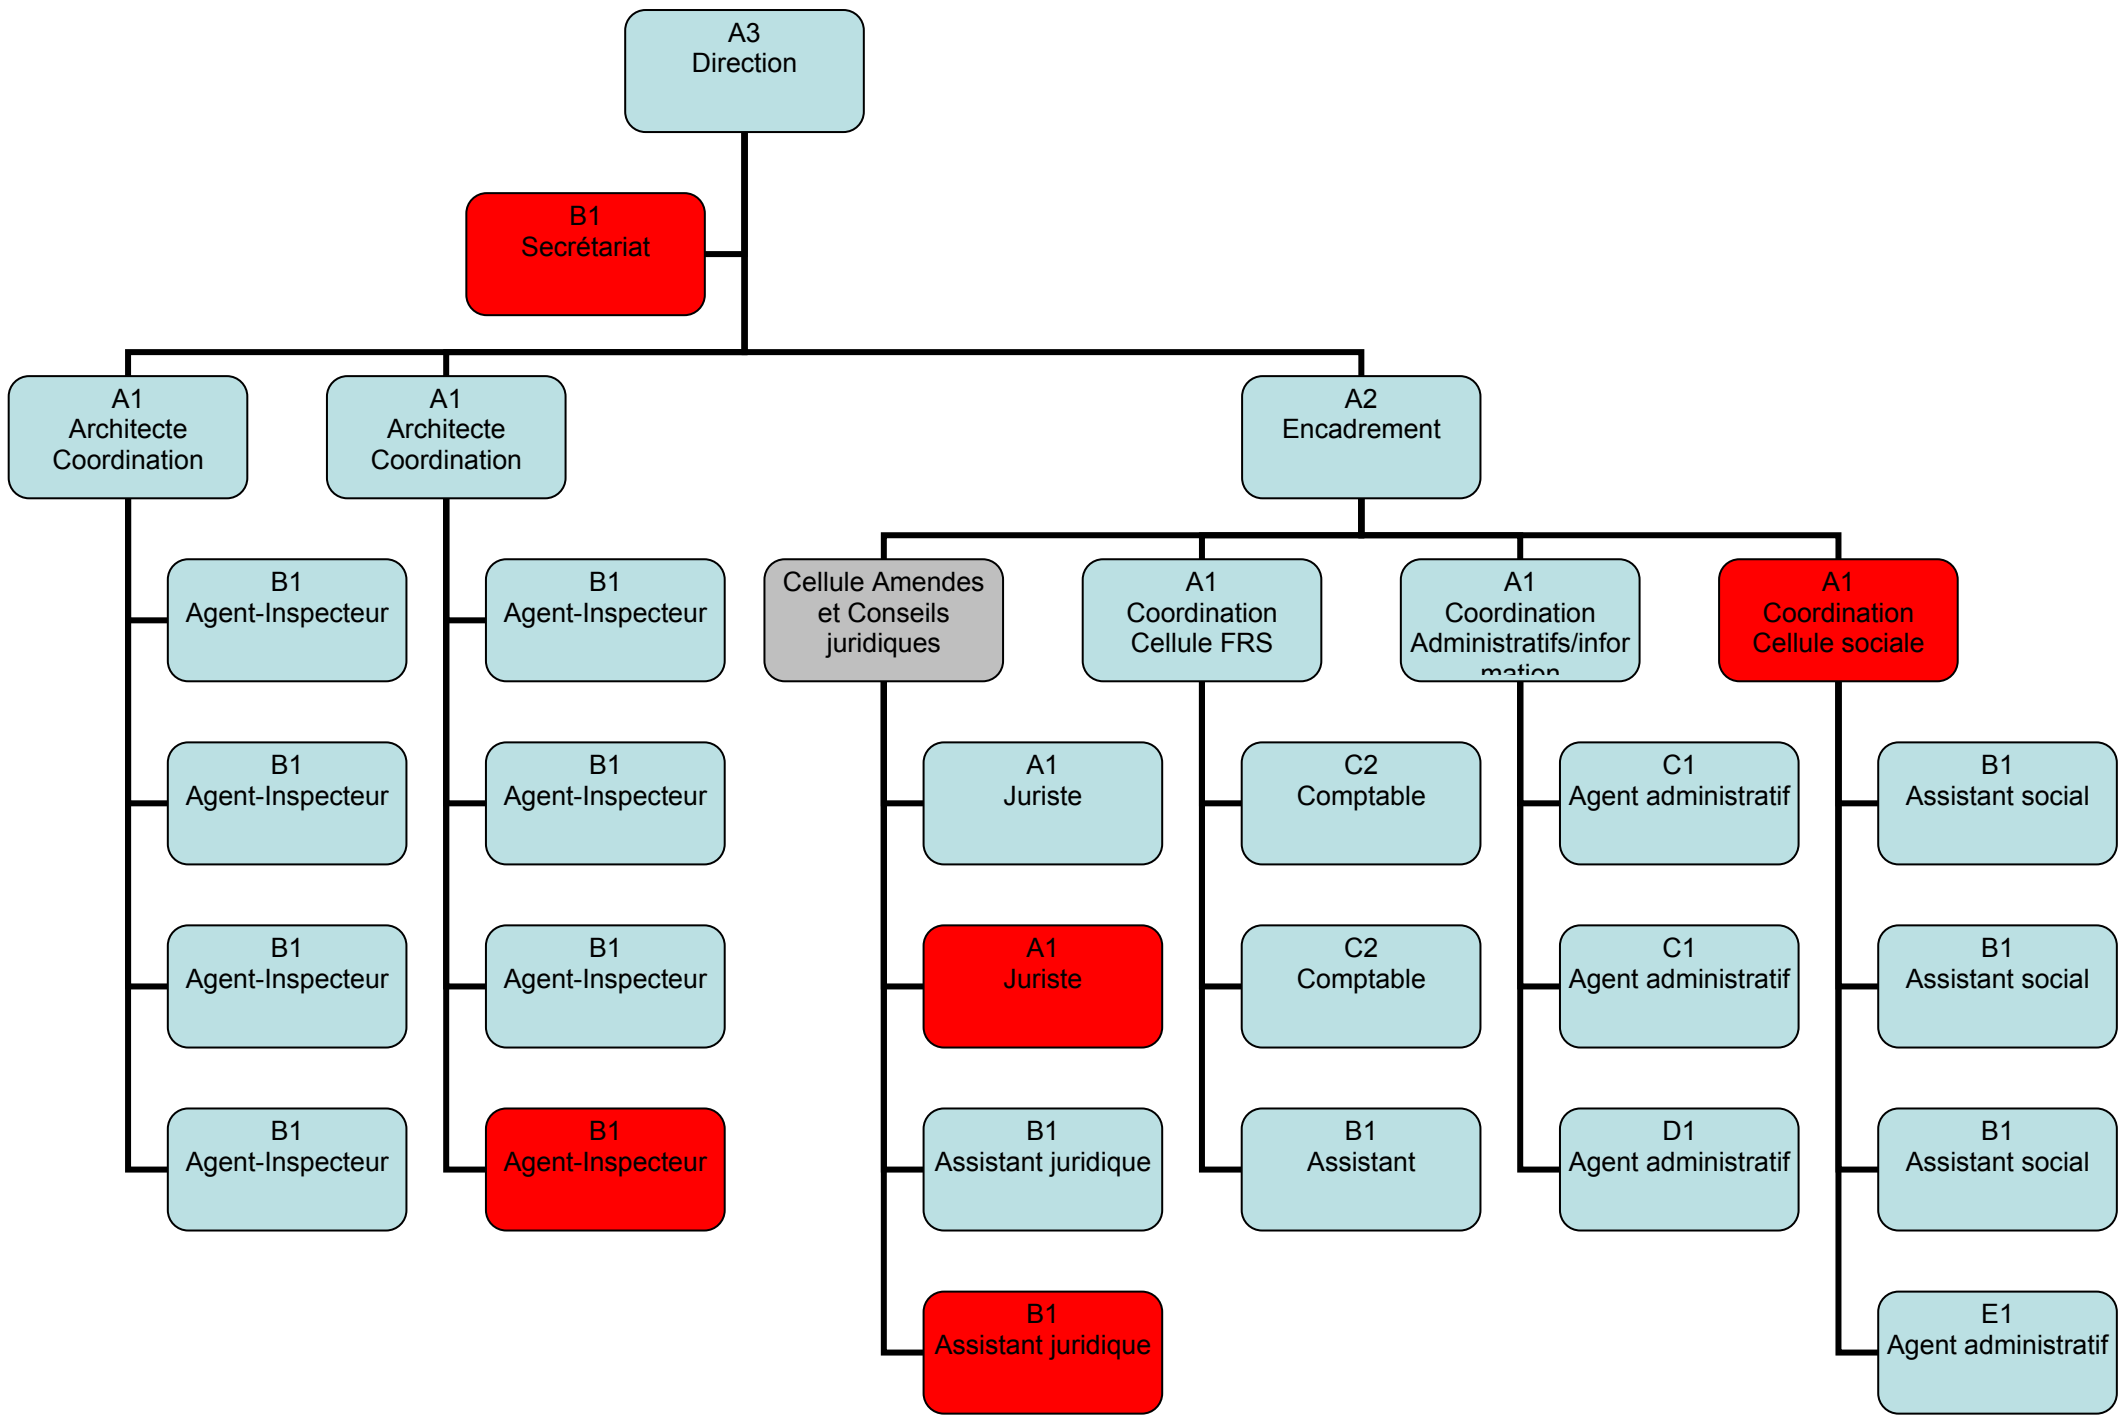 A3
Direction
B1
Secrétariat
A1
Architecte
Coordination
A1
Architecte
Coordination
A2
Encadrement
B1
Agent-Inspecteur
B1
Agent-Inspecteur
Cellule Amendes
et Conseils
juridiques
A1
Coordination
Cellule FRS
A1
Coordination
Administratifs/infor
mation
A1
Coordination
Cellule sociale
B1
Agent-Inspecteur
B1
Agent-Inspecteur
A1
Juriste
C2
Comptable
C1
Agent administratif
B1
Assistant social
B1
Agent-Inspecteur
B1
Agent-Inspecteur
A1
Juriste
C2
Comptable
C1
Agent administratif
B1
Assistant social
B1
Agent-Inspecteur
B1
Agent-Inspecteur
B1
Assistant juridique
B1
Assistant
D1
Agent administratif
B1
Assistant social
B1
Assistant juridique
E1
Agent administratif